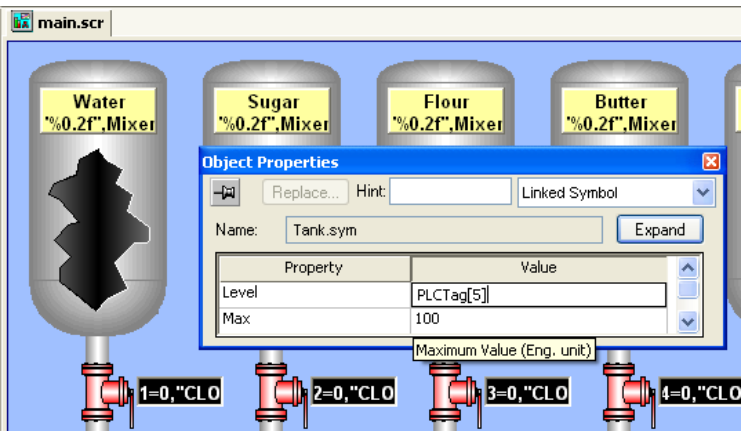 main.scr
Water
"%0.2f",Mixer
Sugar
"%0.2f",Mixer
Flour
"%0.2f",Mixer
Butter
"%0.2f",Mixer
Object Properties
Replace...
Hint:
Linked Symbol
Name:
Tank.sym
Expand
Property
Value
Level
PLCTag[5]
Max
100
Maximum Value (Eng. unit)
1=0,"CLO
2=0,"CLO
3=0,"CLO
4=0,"CLO